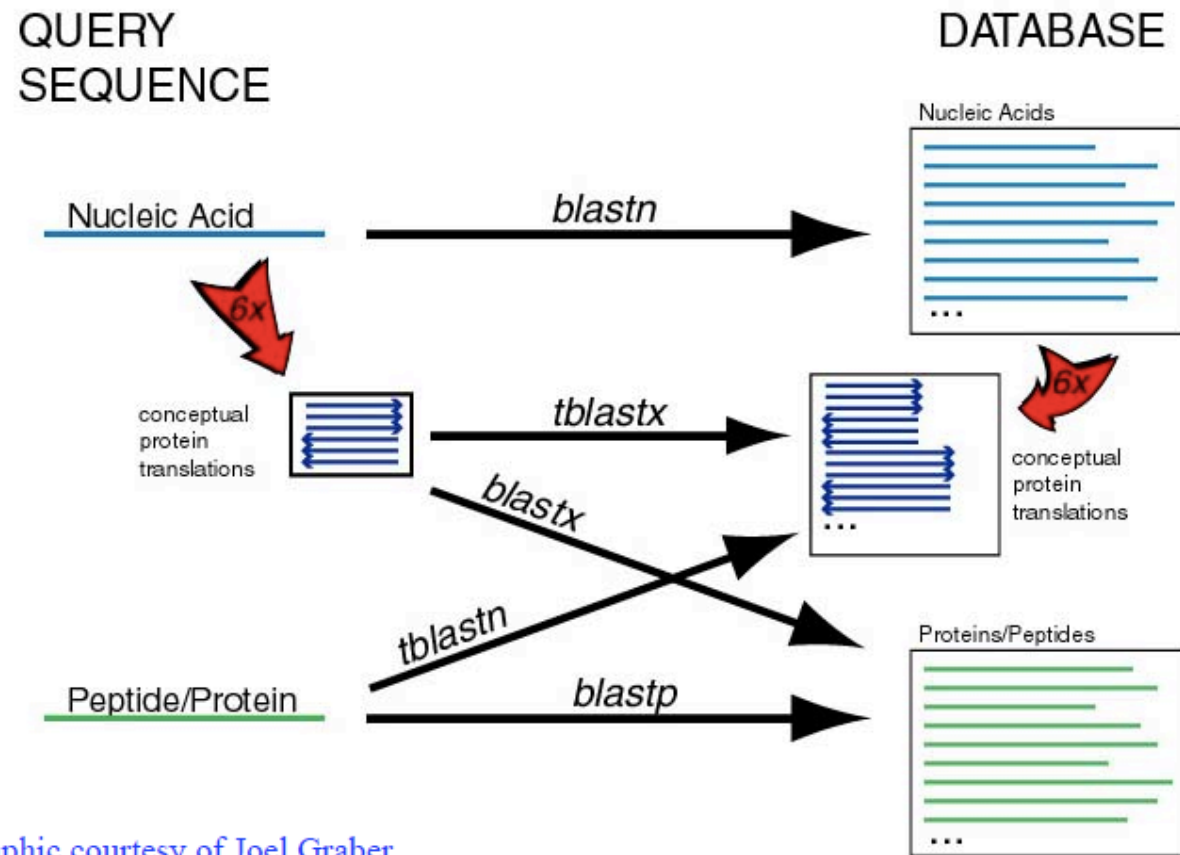 QUERY
SEQUENCE
DATABASE
Nucleic Acids
Nucleic Acid
blastn
...
6x
6x
conceptual
protein
translations
tblastx
conceptual
protein
translations
...
blastx
tblastn
Proteins/Peptides
Peptide/Protein
blastp
...
phic courtesy of Joel Graber